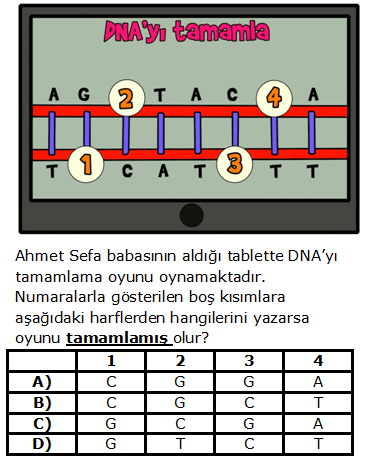 DNA'yı tamamla
A G 2 T A C 4 A
T 1 C A T 3 T T
Ahmet Sefa babasının aldığı tablette DNA'yı
tamamlama oyunu oynamaktadır.
Numaralarla gösterilen boş kısımlara
aşağıdaki harflerden hangilerini yazarsa
oyunu tamamlamış olur?
1 2 3 4
A) C G G A
B) C G C T
C) G C G A
D) G T C T